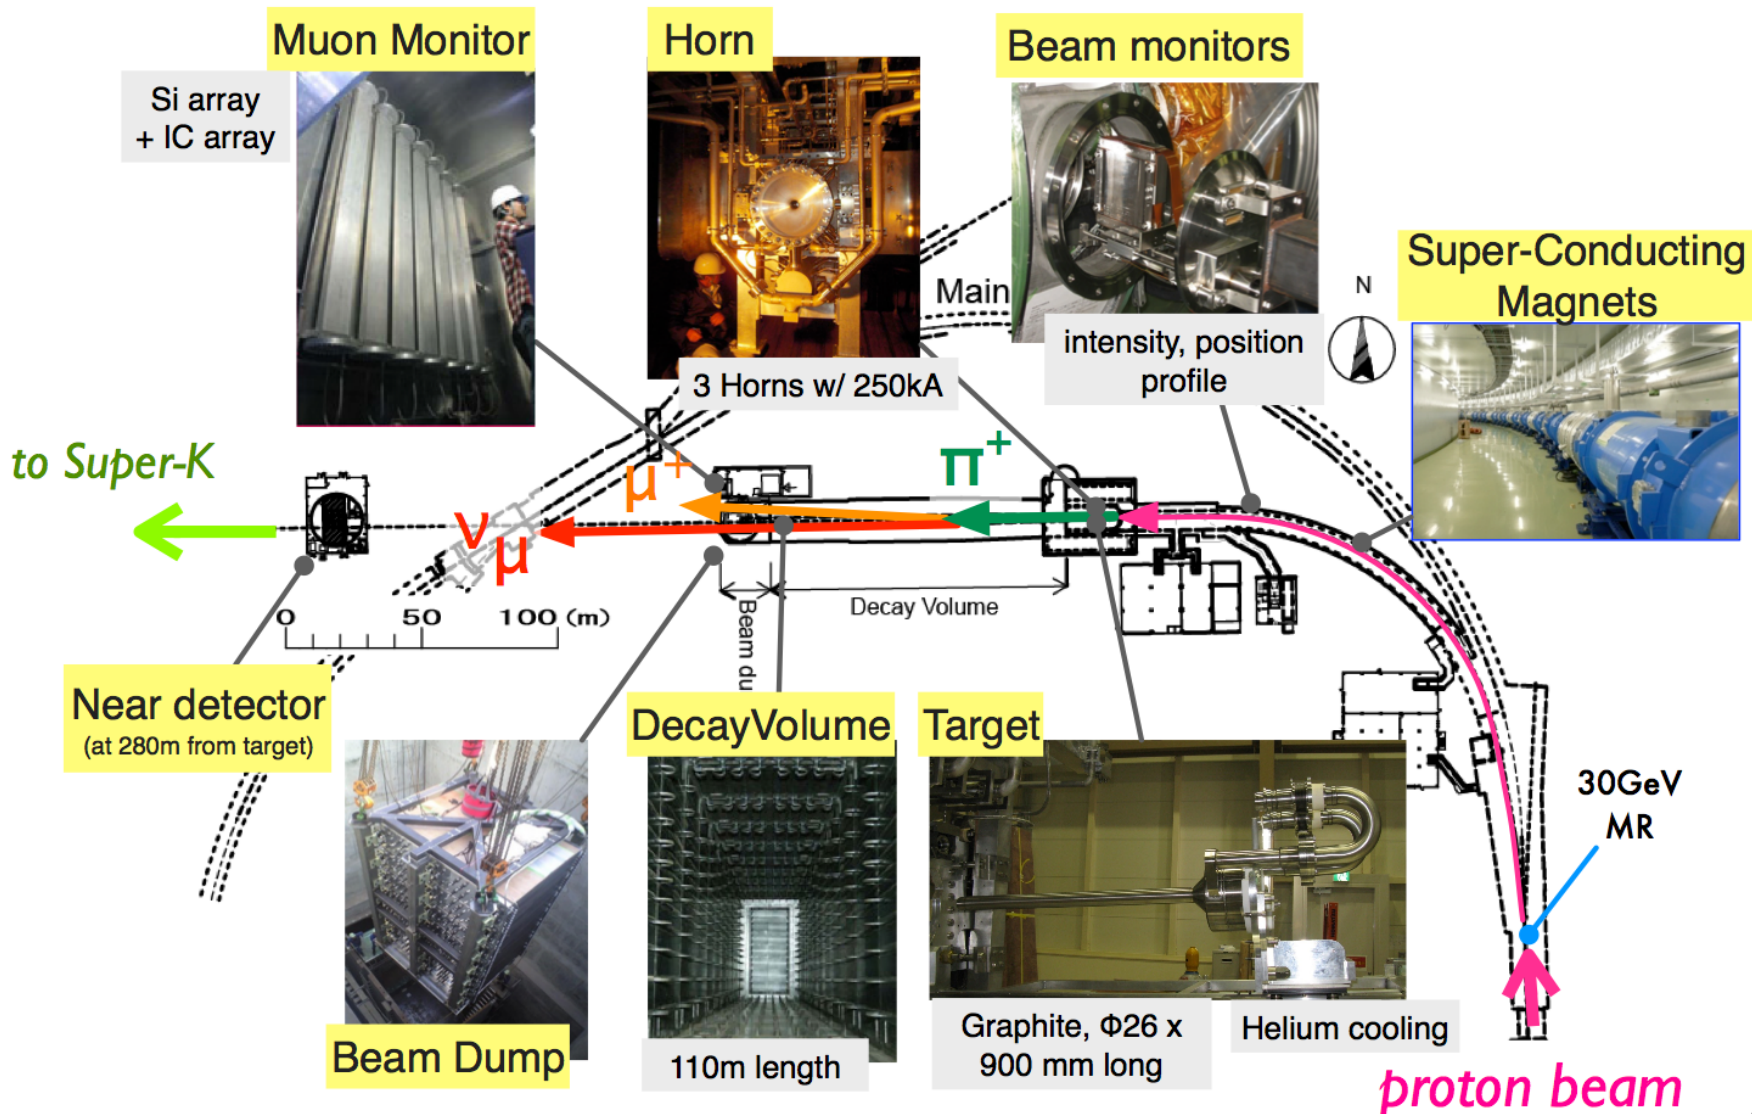 Muon Monitor
Si array
+ IC array
Horn
3 Horns w/ 250kA
Beam monitors
intensity, position
profile
Main
N
Super-Conducting
Magnets
to Super-K
νμ
μ+
π+
0 50 100 (m)
Beam du
Decay Volume
Near detector
(at 280m from target)
Beam Dump
DecayVolume
110m length
Target
Graphite, Φ26 x
900 mm long
Helium cooling
30GeV
MR
proton beam